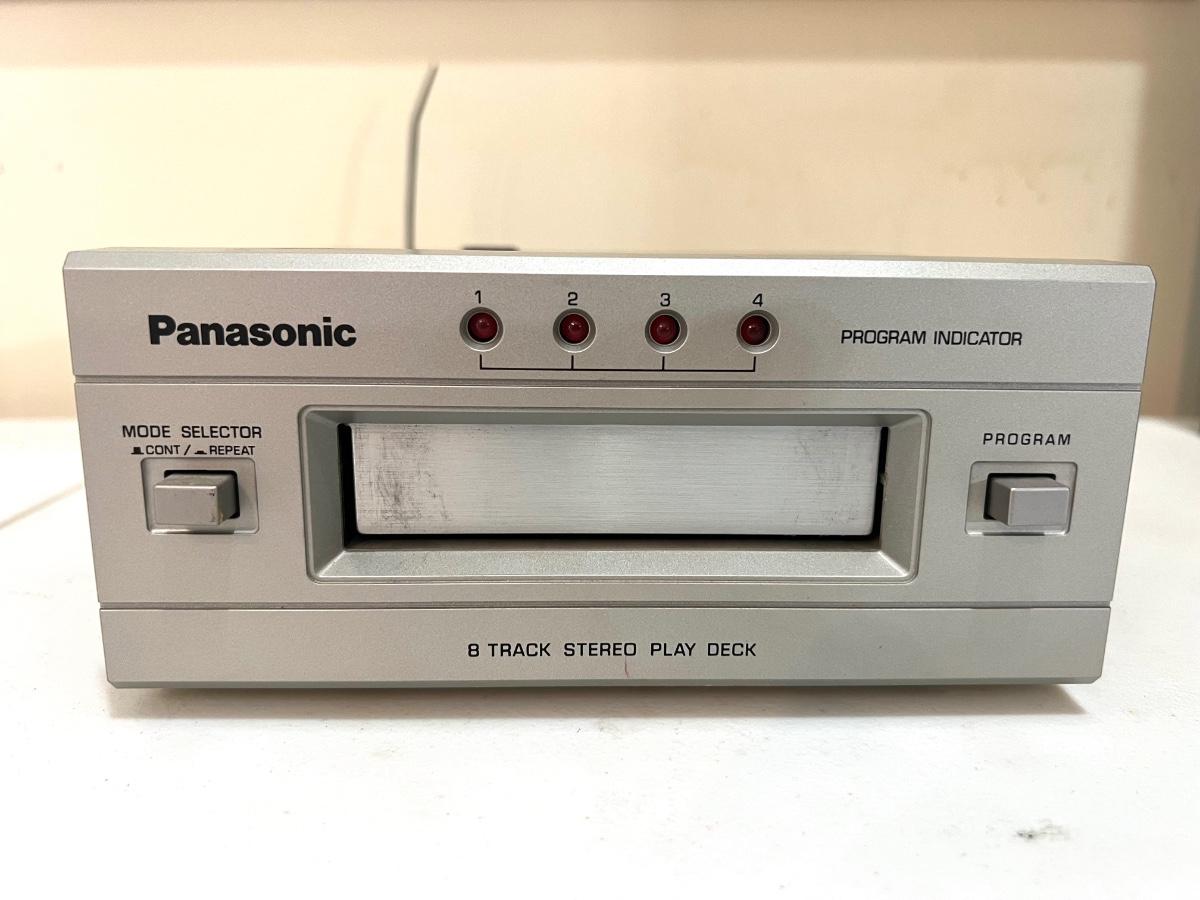 Panasonic
1 2 3 4
PROGRAM INDICATOR
MODE SELECTOR
CONT / REPEAT
PROGRAM
8 TRACK STEREO PLAY DECK